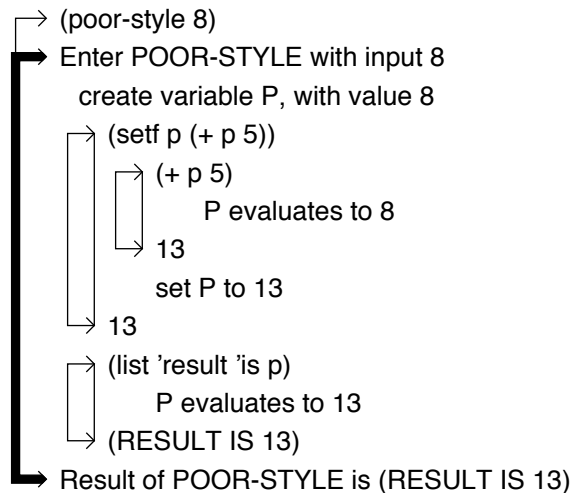 (poor-style 8)
Enter POOR-STYLE with input 8
create variable P, with value 8
(setf p (+ p 5))
(+ p 5)
P evaluates to 8
13
set P to 13
13
(list ’result ’is p)
P evaluates to 13
(RESULT IS 13)
Result of POOR-STYLE is (RESULT IS 13)